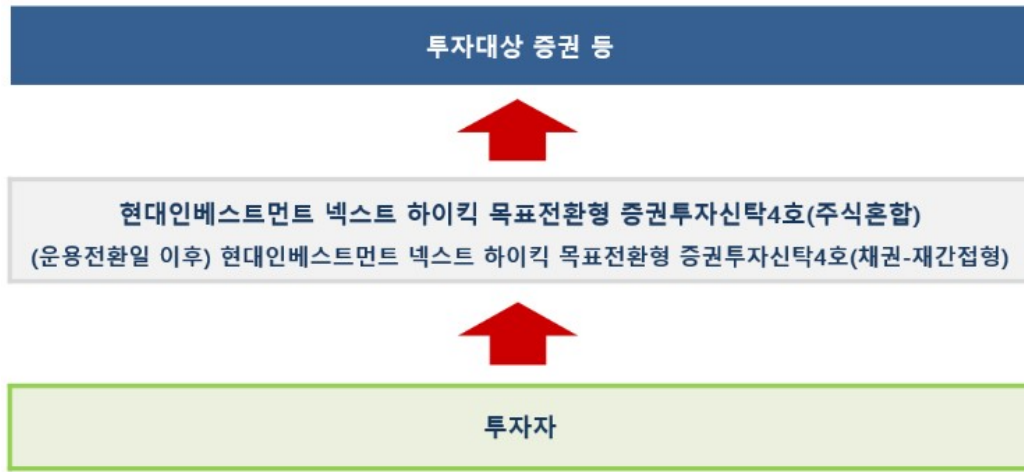 투자대상 증권 등
현대인베스트먼트 넥스트 하이킥 목표전환형 증권투자신탁4호(주식혼합)
(운용전환일 이후) 현대인베스트먼트 넥스트 하이킥 목표전환형 증권투자신탁4호(채권-재간접형)
투자자